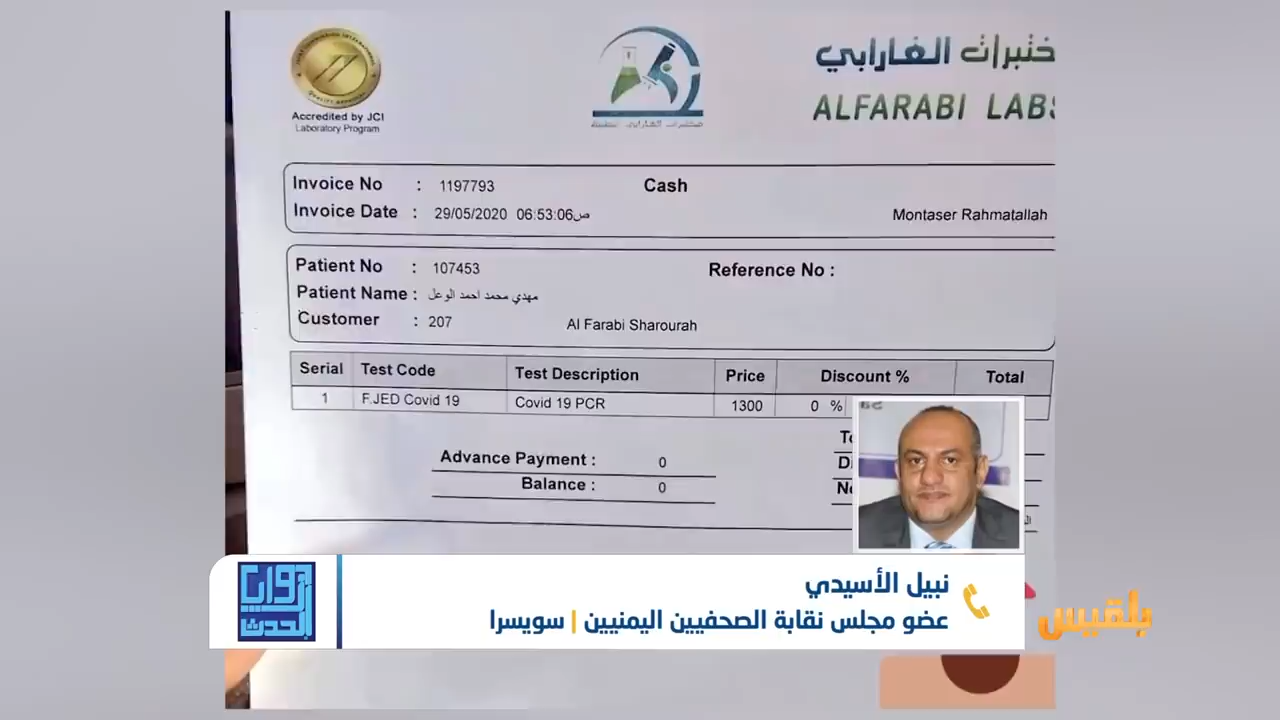 ختبرات الفارابي
ALFARABI LABS
Accredited by JCI
Laboratory Program
Invoice No : 1197793 Cash
Invoice Date : 29/05/2020 06:53:06ص
Montaser Rahmatallah
Patient No : 107453 Reference No :
Patient Name : مهدي محمد احمد الوعل
Customer : 207 Al Farabi Sharourah
Serial Test Code Test Description Price Discount % Total
1 F.JED Covid 19 Covid 19 PCR 1300 0 %
Advance Payment : 0
Balance : 0
نبيل الأسيدي
عضو مجلس نقابة الصحفيين اليمنيين | سويسرا
زوايا الحدث
بلقيس